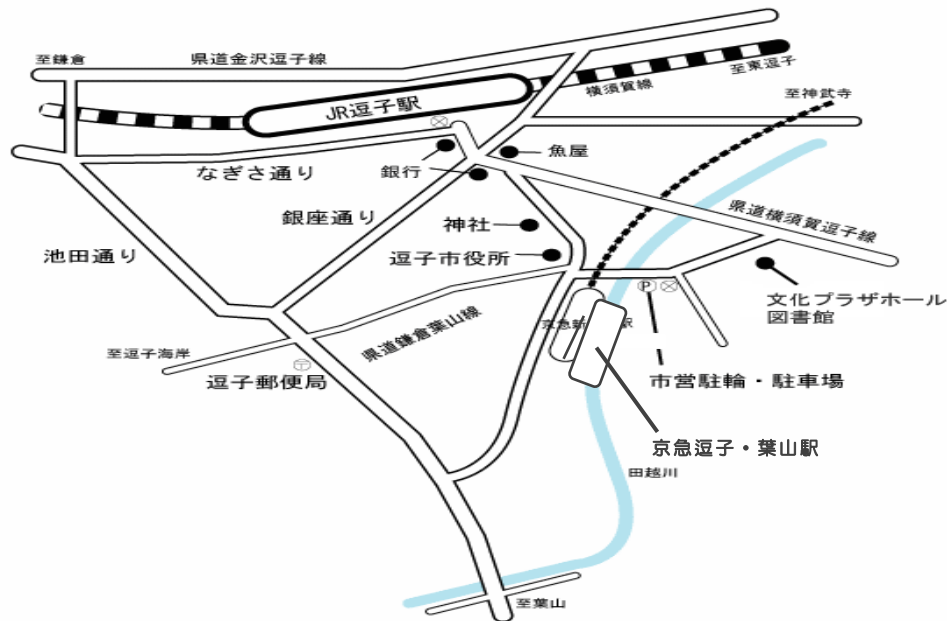 至鎌倉
県道金沢逗子線
至東逗子
横須賀線
JR逗子駅
至神武寺
魚屋
銀行
なぎさ通り
銀座通り
神社
県道横須賀逗子線
池田通り
逗子市役所
P
文化プラザホール
図書館
京急新
駅
県道鎌倉葉山線
至逗子海岸
〒
逗子郵便局
市営駐輪・駐車場
京急逗子・葉山駅
田越川
至葉山